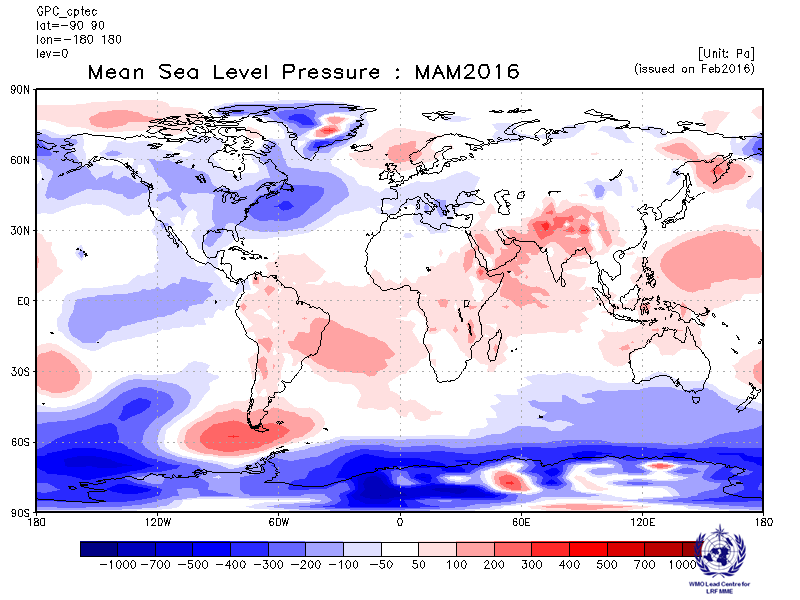 GPC_cptec
lat=-90 90
lon=-180 180
lev=0
[Unit: Pa]
Mean Sea Level Pressure : MAM2016
(issued on Feb2016)
90N
60N
30N
EQ
30S
60S
90S
180 120W 60W 0 60E 120E 180
-1000 -700 -500 -400 -300 -200 -100 -50 50 100 200 300 400 500 700 1000
WMO Lead Centre for
LRF MME